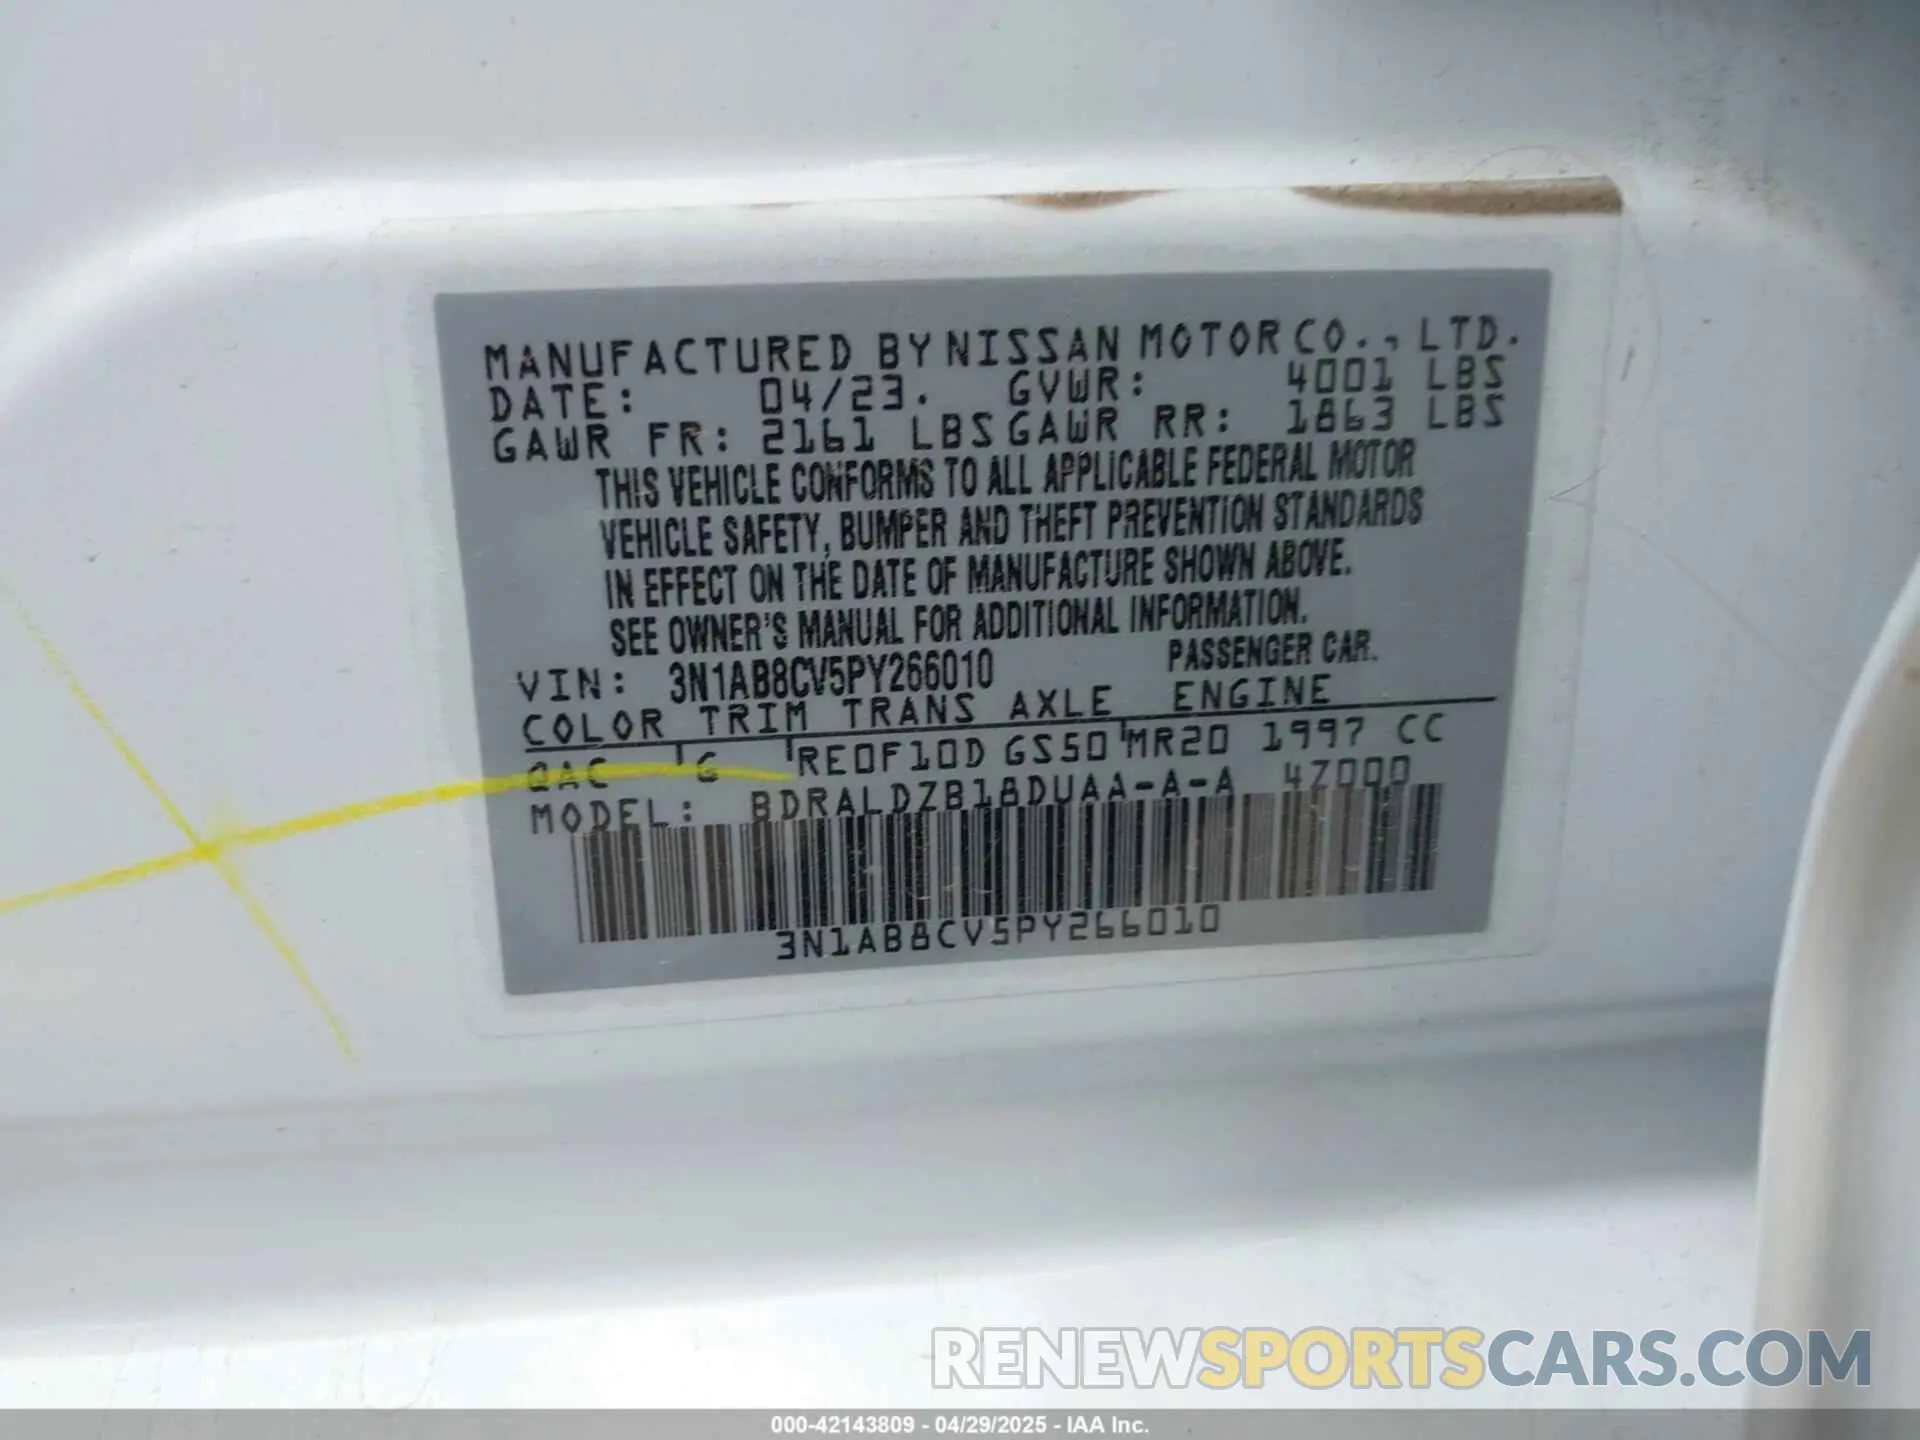 MANUFACTURED BY NISSAN MOTOR CO., LTD.
DATE: 04/23. GVWR: 4001 LBS
GAWR FR: 2161 LBS GAWR RR: 1863 LBS
THIS VEHICLE CONFORMS TO ALL APPLICABLE FEDERAL MOTOR
VEHICLE SAFETY, BUMPER AND THEFT PREVENTION STANDARDS
IN EFFECT ON THE DATE OF MANUFACTURE SHOWN ABOVE.
SEE OWNER'S MANUAL FOR ADDITIONAL INFORMATION.
VIN: 3N1AB8CV5PY266010 PASSENGER CAR.
COLOR TRIM TRANS AXLE ENGINE
QAC G RE0F10D GS50 MR20 1997 CC
MODEL: BDRALDZB18DUAA-A-A 47000
3N1AB8CV5PY266010
RENEWSPORTSCARS.COM
000-42143809 - 04/29/2025 - IAA Inc.